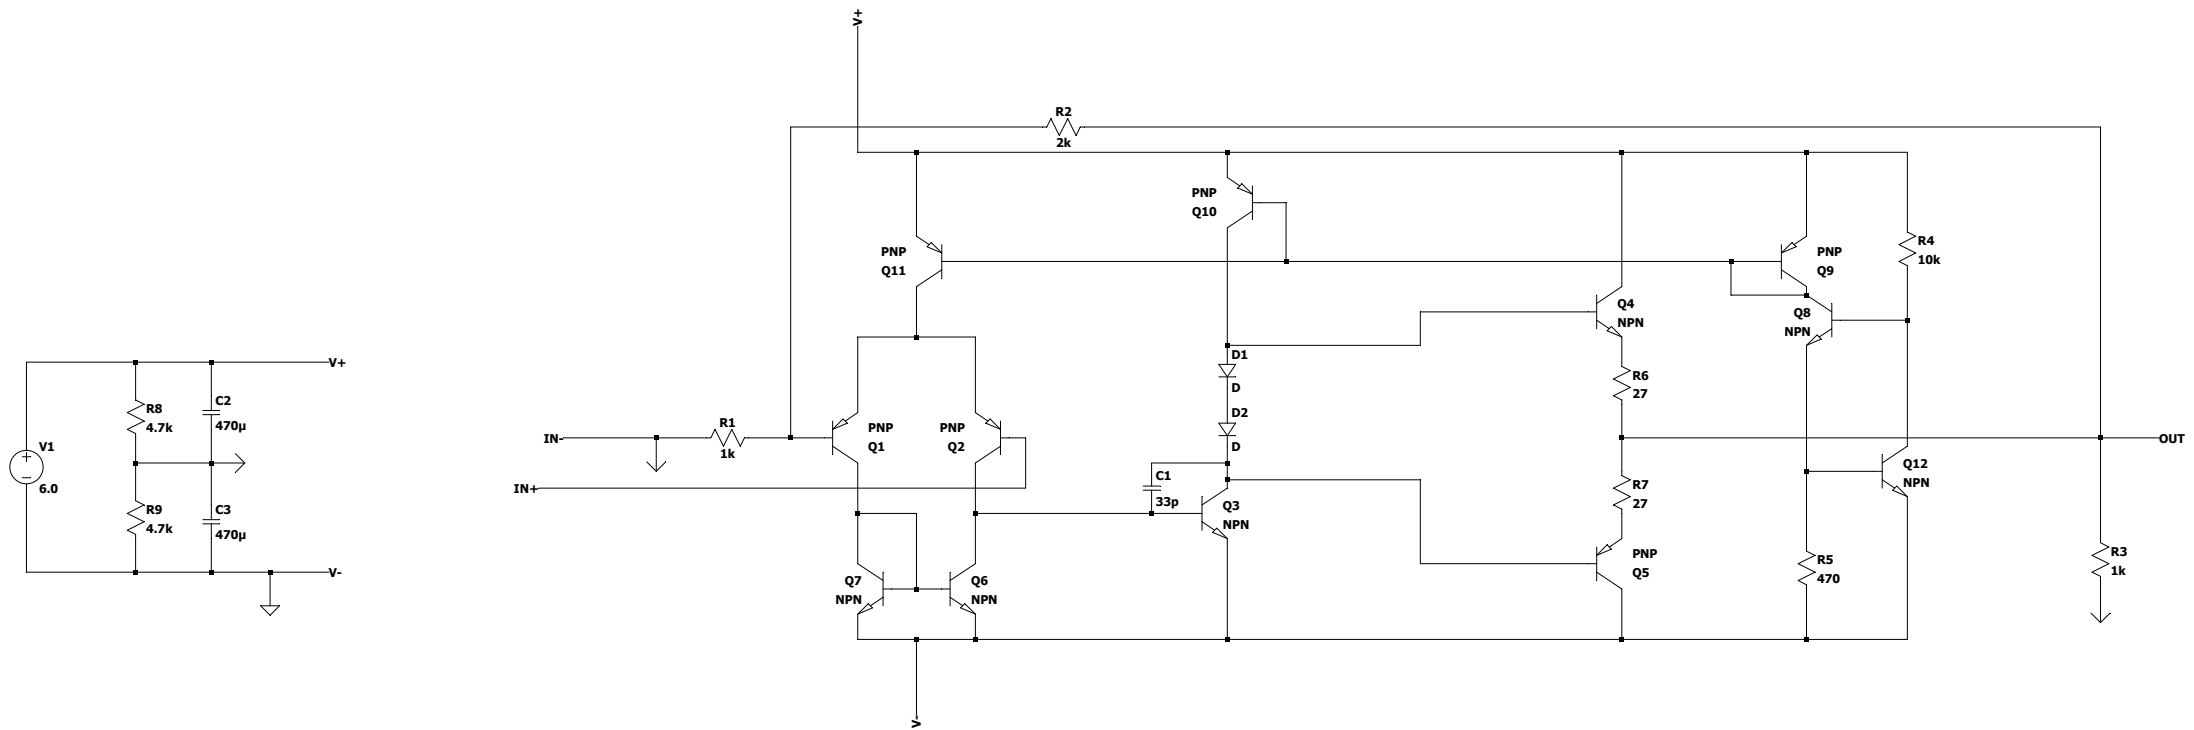 V+
R2
2k
PNP
Q10
PNP
Q11
PNP
Q9
R4
10k
Q4
NPN
Q8
NPN
D1
D
V+
R6
27
C2
470µ
R8
4.7k
D2
D
R1
1k
IN-
PNP
Q1
PNP
Q2
OUT
V1
6.0
Q12
NPN
C1
33p
IN+
R7
27
R9
4.7k
C3
470µ
Q3
NPN
PNP
Q5
R3
1k
R5
470
V-
Q7
NPN
Q6
NPN
V-